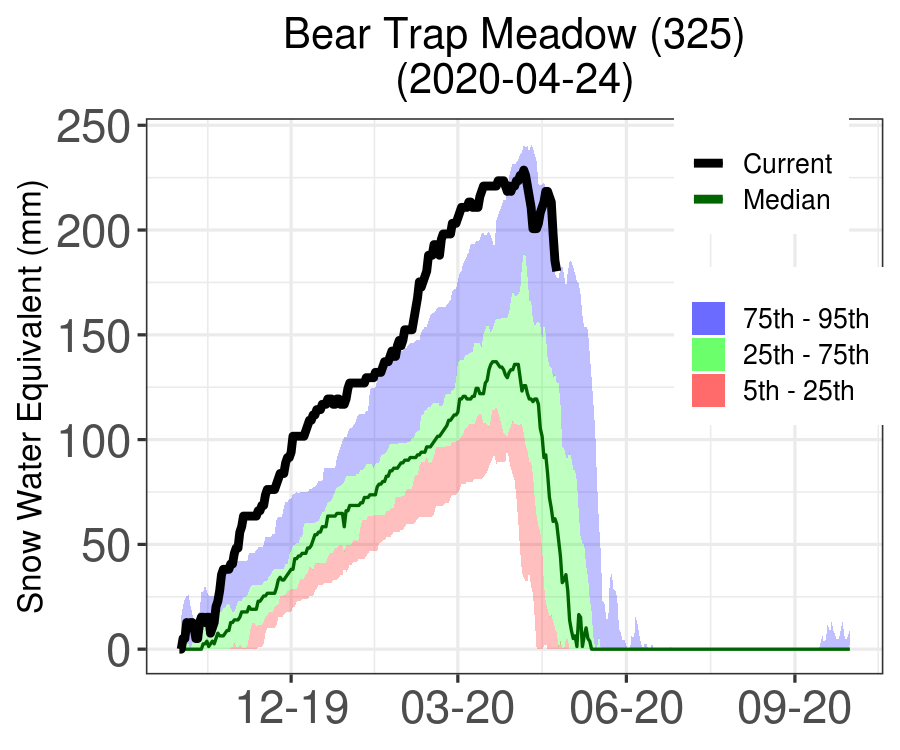 Bear Trap Meadow (325)
(2020-04-24)
Snow Water Equivalent (mm)
250
200
150
100
50
0
12-19
03-20
06-20
09-20
Current
Median
75th - 95th
25th - 75th
5th - 25th